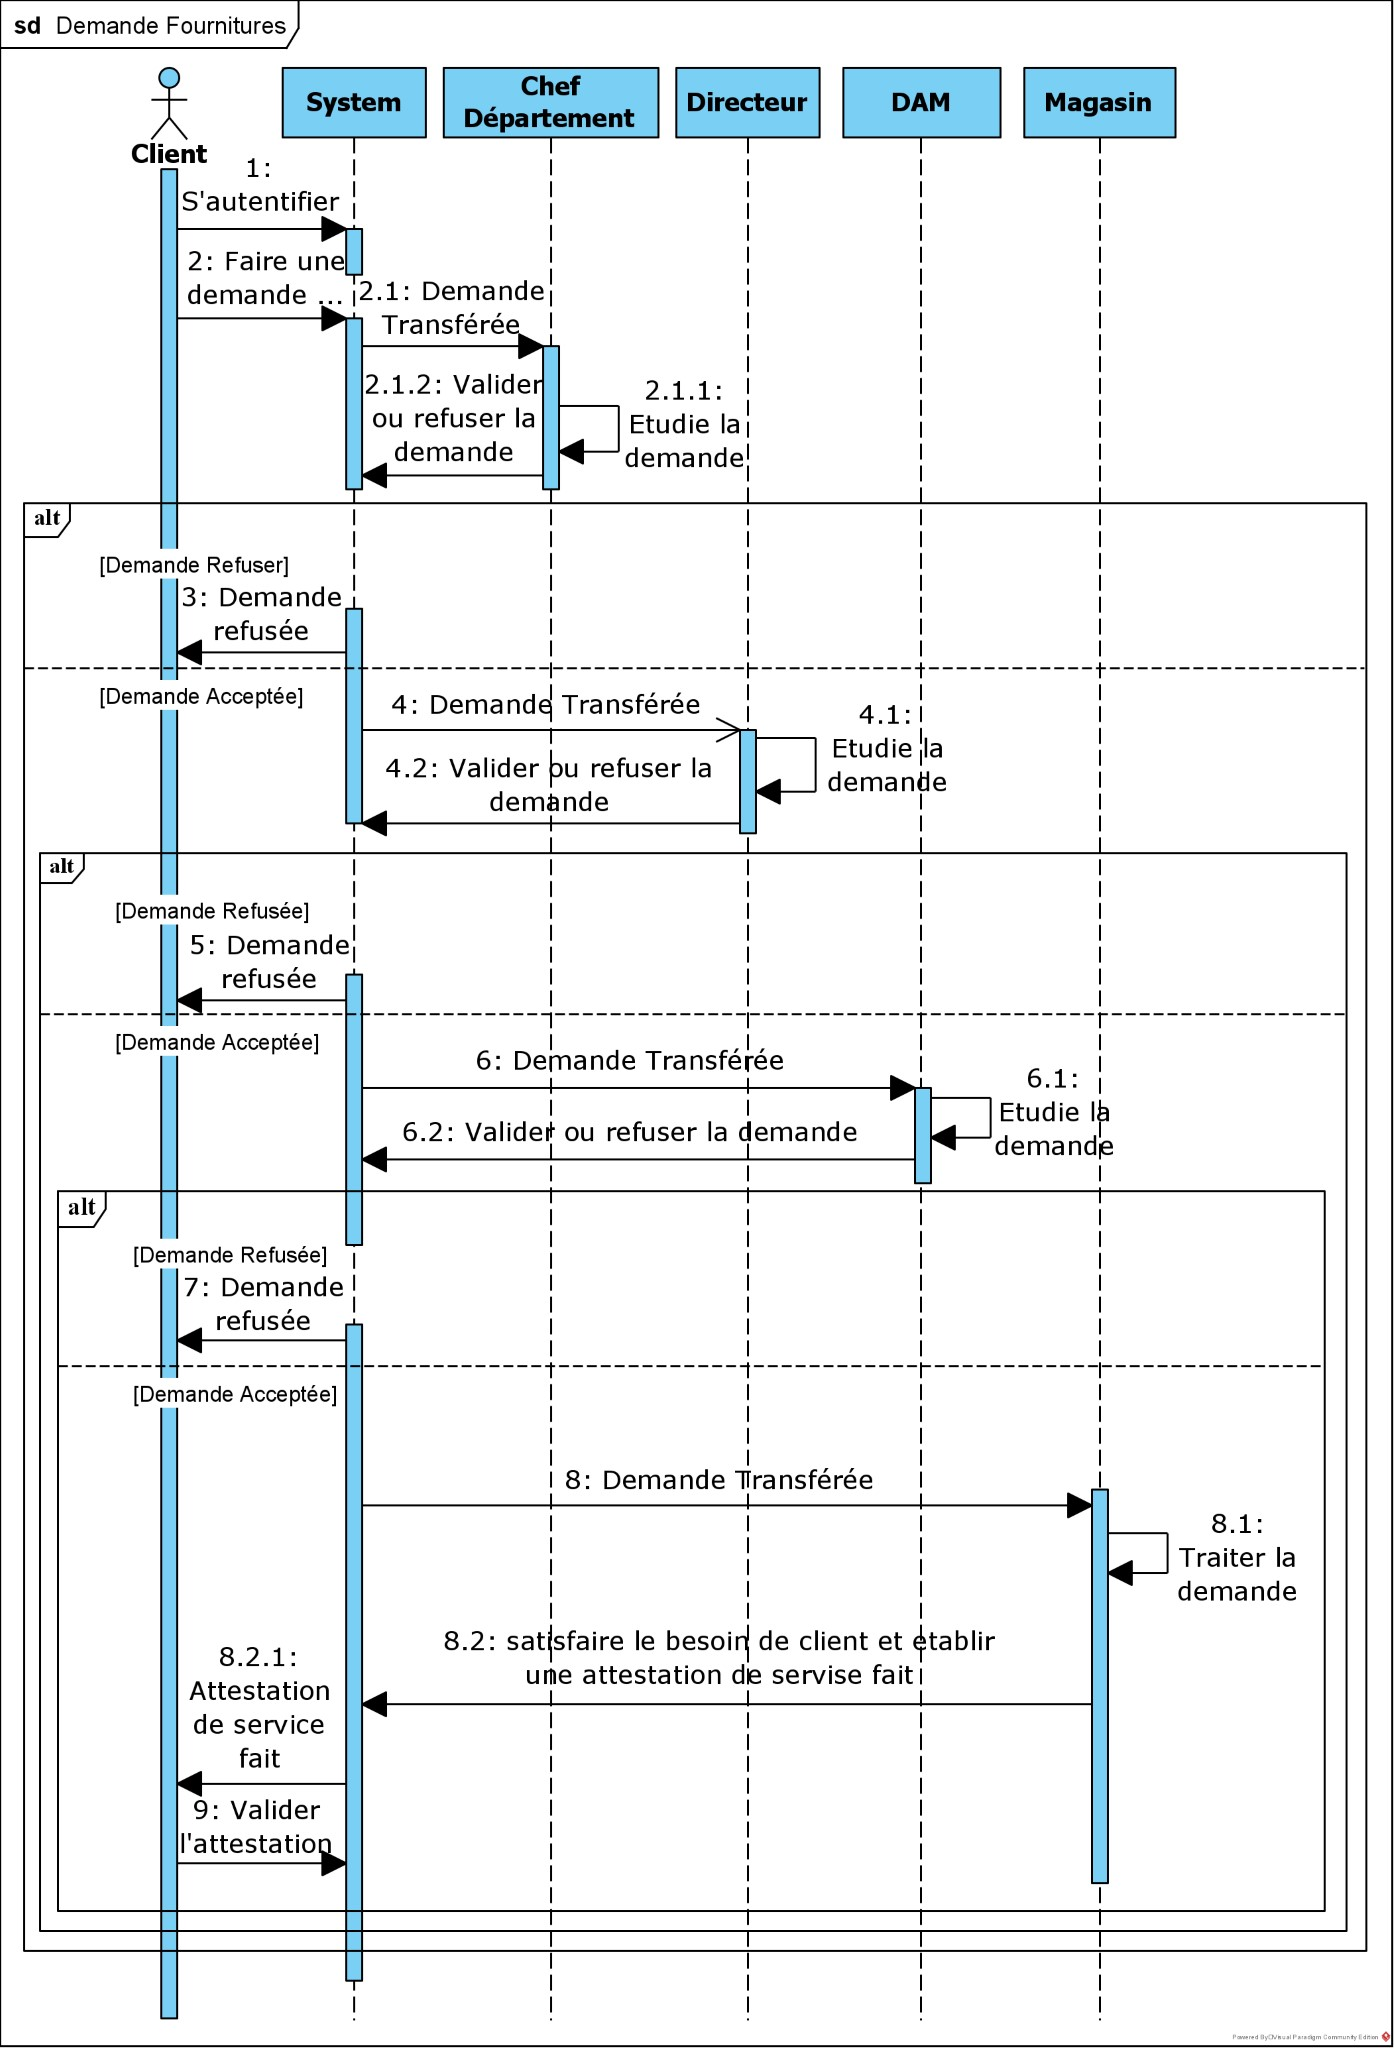 sd Demande Fournitures
Client
System
Chef
Département
Directeur
DAM
Magasin
1:
S'autentifier
2: Faire une
demande ...
2.1: Demande
Transférée
2.1.2: Valider
ou refuser la
demande
2.1.1:
Etudie la
demande
alt
[Demande Refuser]
3: Demande
refusée
[Demande Acceptée]
4: Demande Transférée
4.1:
Etudie la
demande
4.2: Valider ou refuser la
demande
alt
[Demande Refusée]
5: Demande
refusée
[Demande Acceptée]
6: Demande Transférée
6.1:
Etudie la
demande
6.2: Valider ou refuser la demande
alt
[Demande Refusée]
7: Demande
refusée
[Demande Acceptée]
8: Demande Transférée
8.1:
Traiter la
demande
8.2: satisfaire le besoin de client et etablir
une attestation de servise fait
8.2.1:
Attestation
de service
fait
9: Valider
l'attestation
Powered By Visual Paradigm Community Edition